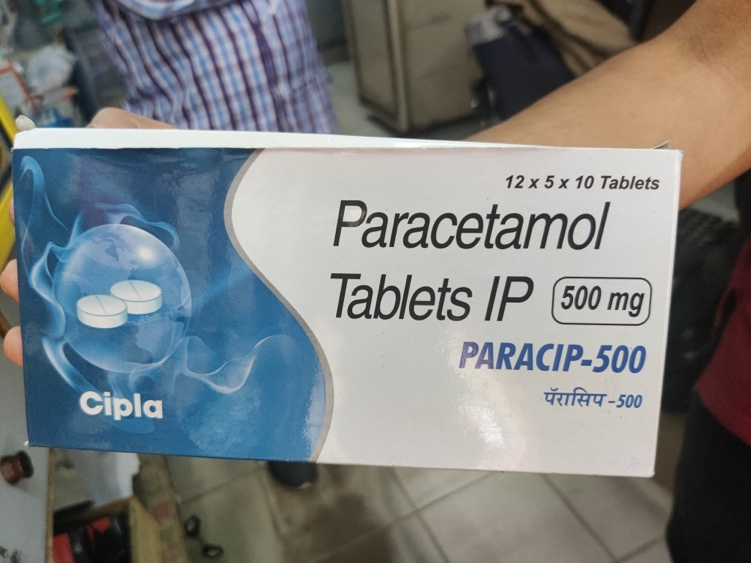 12 x 5 x 10 Tablets
Paracetamol
Tablets IP 500 mg
PARACIP-500
पॅरासिप -500
Cipla